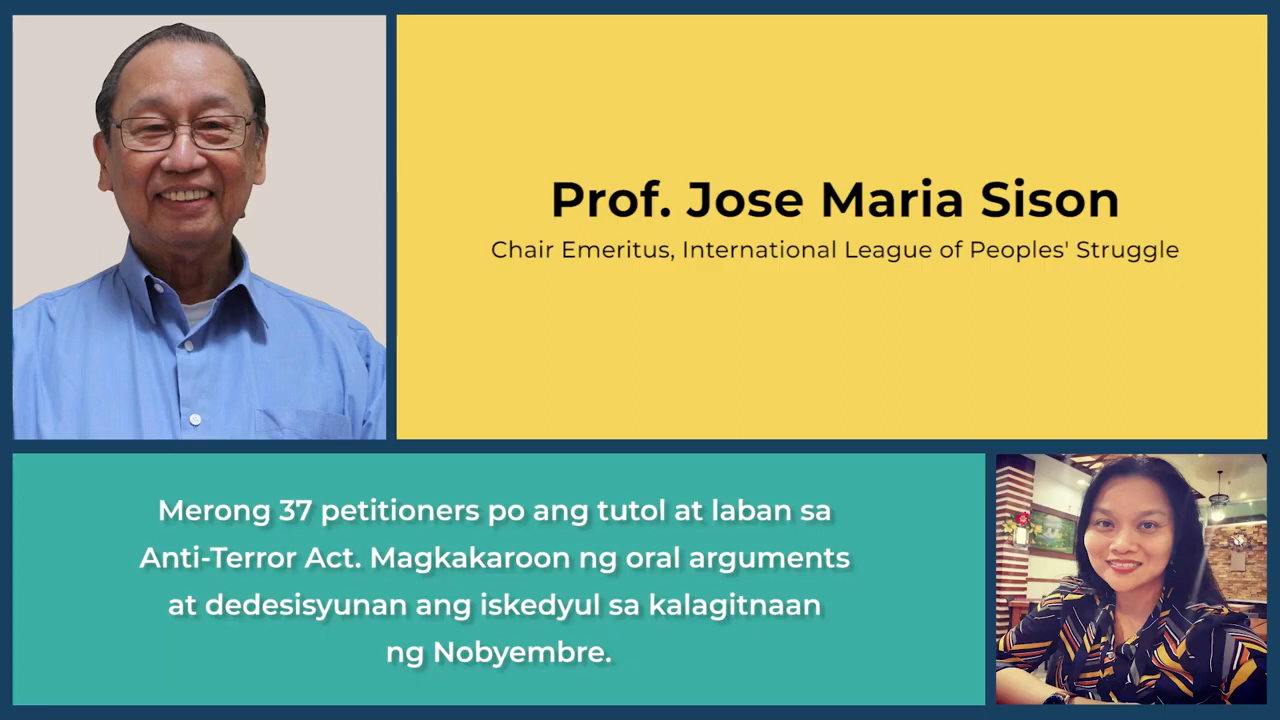 Prof. Jose Maria Sison
Chair Emeritus, International League of Peoples' Struggle
Merong 37 petitioners po ang tutol at laban sa
Anti-Terror Act. Magkakaroon ng oral arguments
at dedesisyunan ang iskedyul sa kalagitnaan
ng Nobyembre.